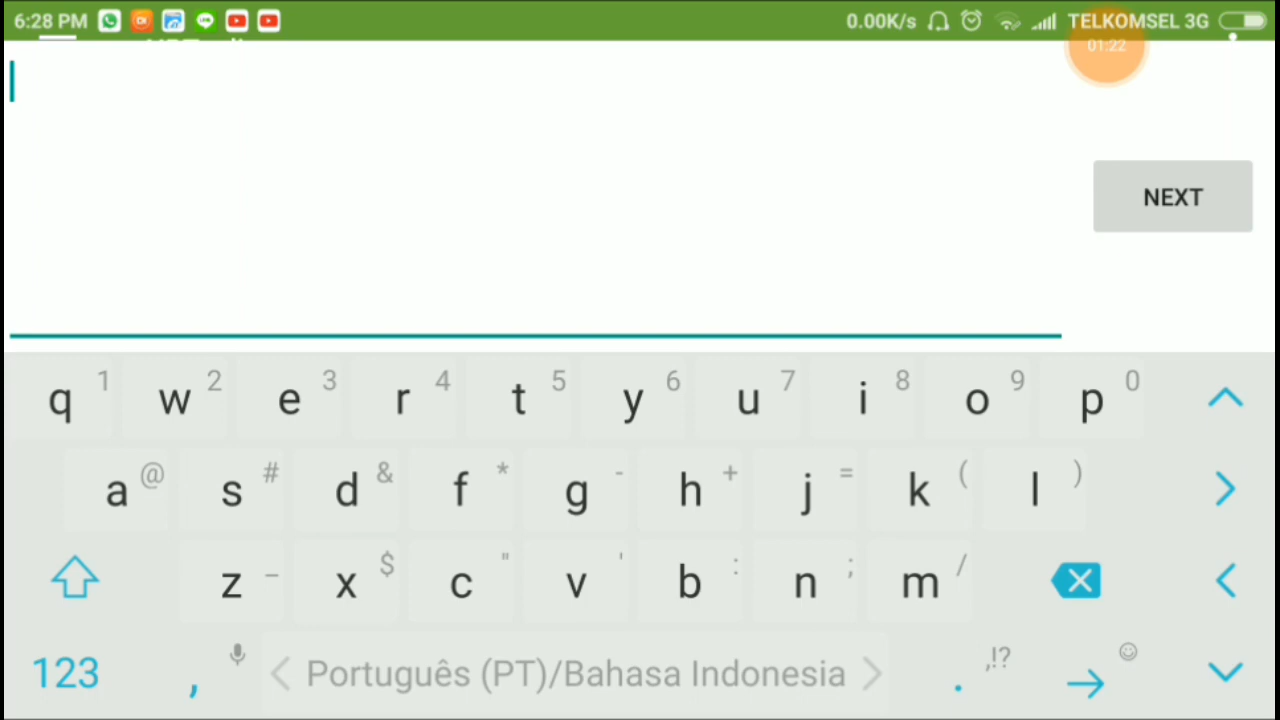 6:28 PM 0.00K/s TELKOMSEL 3G
01:22
NEXT
q 1 w 2 e 3 r 4 t 5 y 6 u 7 i 8 o 9 p 0
a @ s # d & f * g - h + j = k ( l )
z _ x $ c " v ' b : n ; m /
123 , < Português (PT)/Bahasa Indonesia > . ,!?